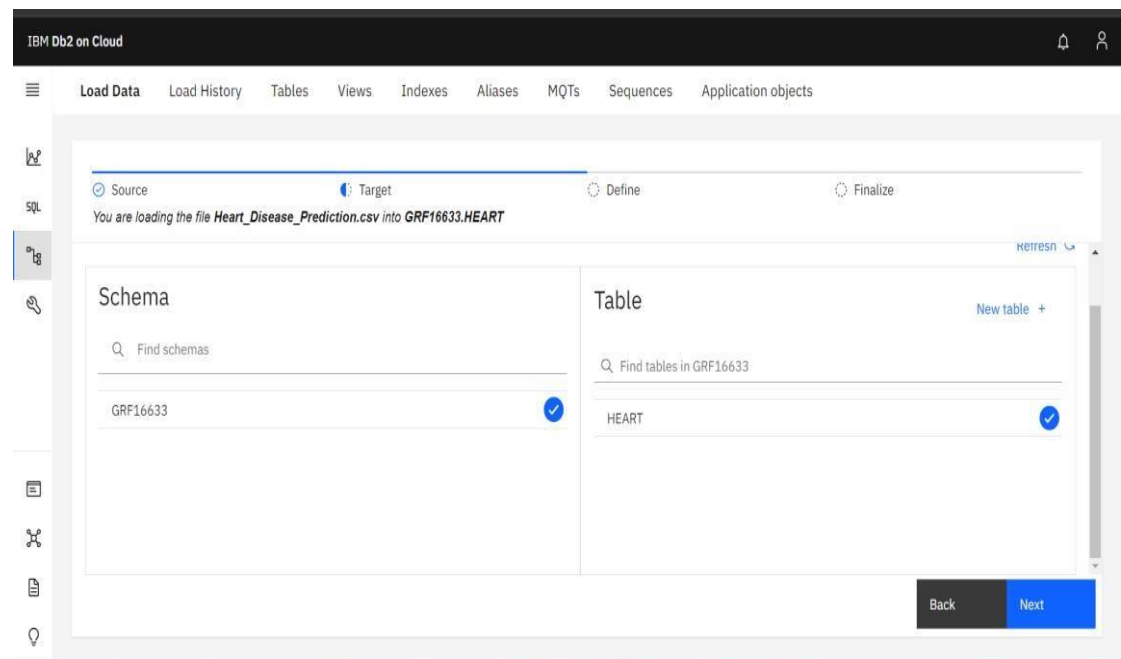 IBM Db2 on Cloud
Load Data Load History Tables Views Indexes Aliases MQTs Sequences Application objects
SQL
Source Target Define Finalize
You are loading the file Heart_Disease_Prediction.csv into GRF16633.HEART
Refresh
Schema
Find schemas
GRF16633
Table
New table +
Find tables in GRF16633
HEART
Back Next